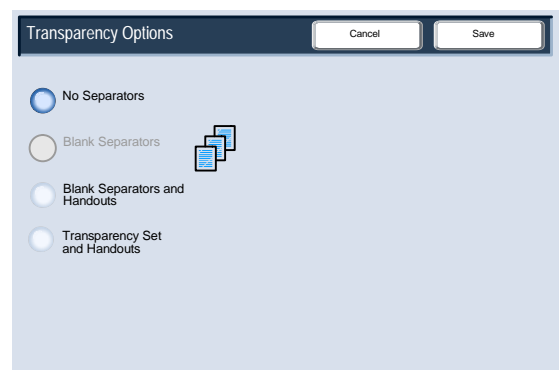 Transparency Options
Cancel
Save
No Separators
Blank Separators
Blank Separators and
Handouts
Transparency Set
and Handouts